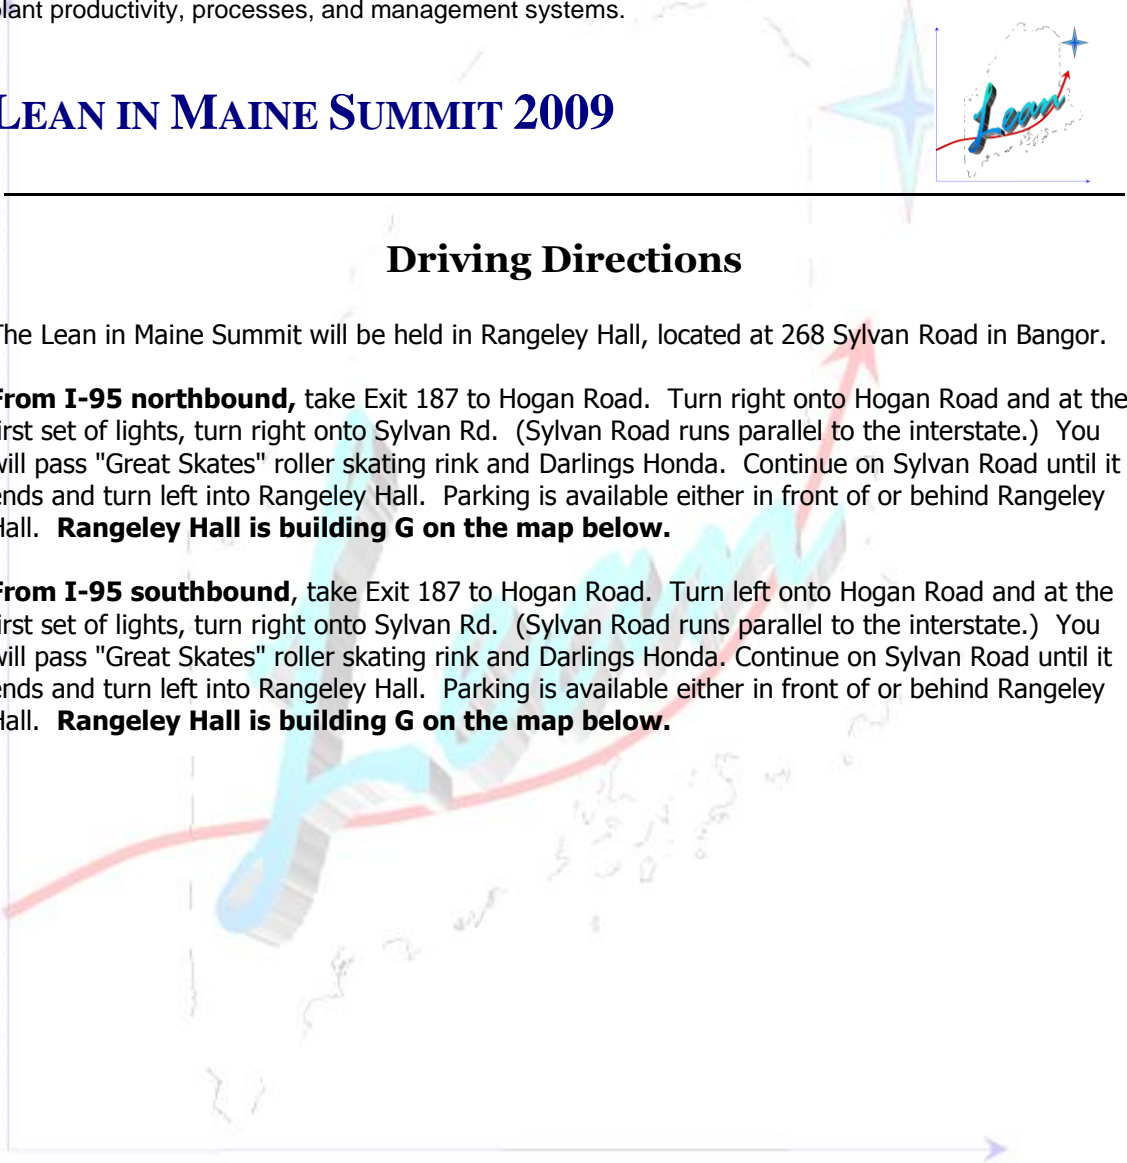 plant productivity, processes, and management systems.
LEAN IN MAINE SUMMIT 2009
Lean
Driving Directions
The Lean in Maine Summit will be held in Rangeley Hall, located at 268 Sylvan Road in Bangor.
From I-95 northbound, take Exit 187 to Hogan Road. Turn right onto Hogan Road and at the
first set of lights, turn right onto Sylvan Rd. (Sylvan Road runs parallel to the interstate.) You
will pass "Great Skates" roller skating rink and Darlings Honda. Continue on Sylvan Road until it
ends and turn left into Rangeley Hall. Parking is available either in front of or behind Rangeley
Hall. Rangeley Hall is building G on the map below.
From I-95 southbound, take Exit 187 to Hogan Road. Turn left onto Hogan Road and at the
first set of lights, turn right onto Sylvan Rd. (Sylvan Road runs parallel to the interstate.) You
will pass "Great Skates" roller skating rink and Darlings Honda. Continue on Sylvan Road until it
ends and turn left into Rangeley Hall. Parking is available either in front of or behind Rangeley
Hall. Rangeley Hall is building G on the map below.
Lean